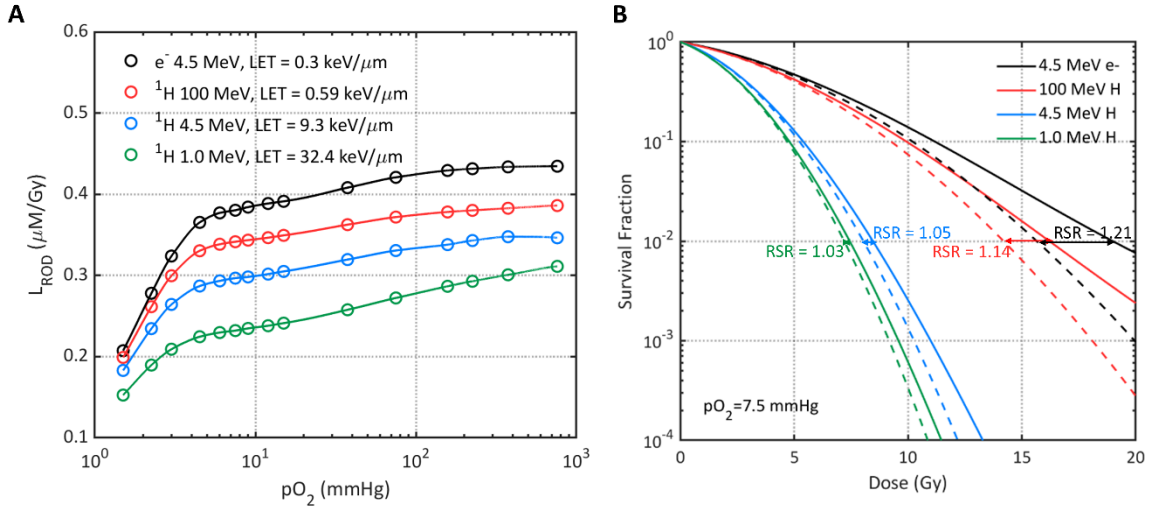 A
0.6
0.5
0.4
0.3
0.2
0.1
L_ROD (μM/Gy)
e⁻ 4.5 MeV, LET = 0.3 keV/μm
¹H 100 MeV, LET = 0.59 keV/μm
¹H 4.5 MeV, LET = 9.3 keV/μm
¹H 1.0 MeV, LET = 32.4 keV/μm
10⁰
10¹
10²
10³
pO₂ (mmHg)
B
10⁰
10⁻¹
10⁻²
10⁻³
10⁻⁴
Survival Fraction
4.5 MeV e-
100 MeV H
4.5 MeV H
1.0 MeV H
RSR = 1.03
RSR = 1.05
RSR = 1.14
RSR = 1.21
pO₂=7.5 mmHg
0
5
10
15
20
Dose (Gy)